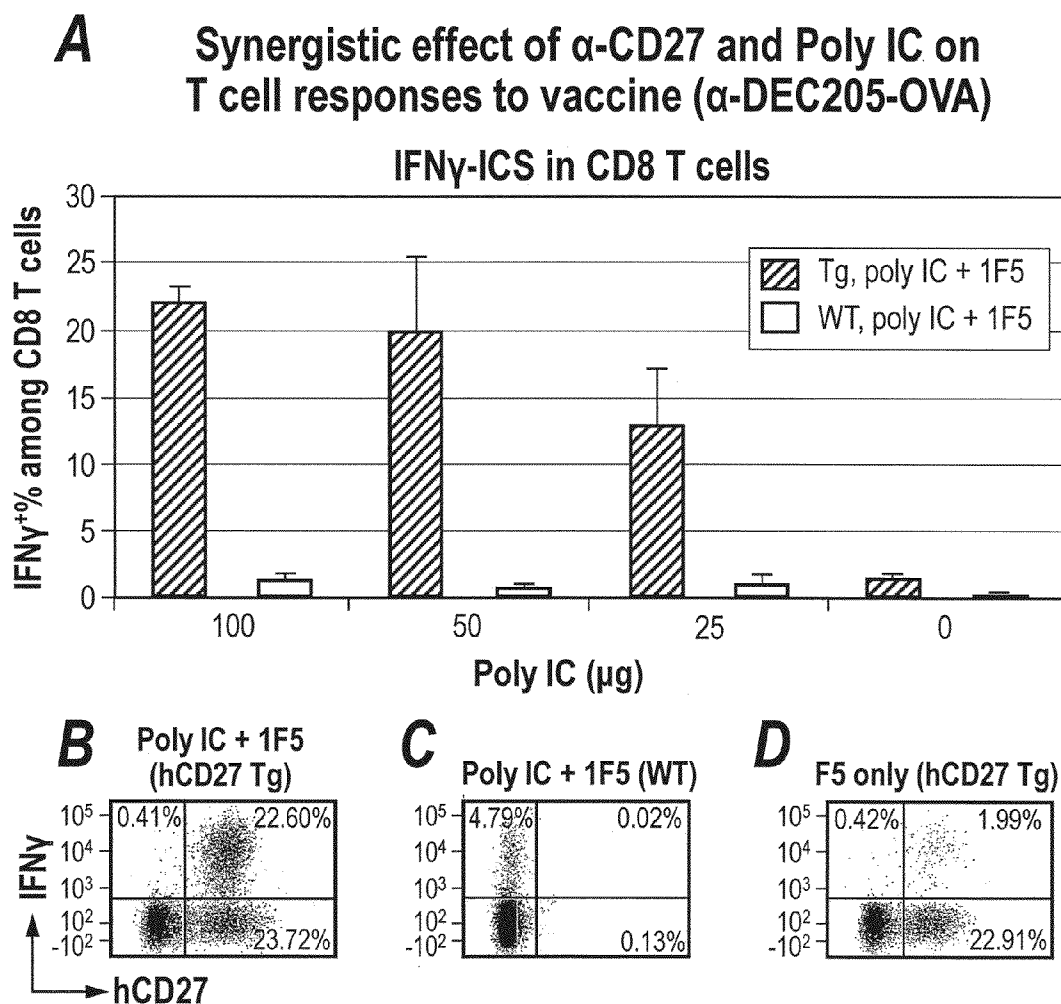 A
Synergistic effect of α-CD27 and Poly IC on
T cell responses to vaccine (α-DEC205-OVA)
IFNγ-ICS in CD8 T cells
IFNγ+% among CD8 T cells
30
25
20
15
10
5
0
Tg, poly IC + 1F5
WT, poly IC + 1F5
100
50
25
0
Poly IC (µg)
B
Poly IC + 1F5
(hCD27 Tg)
IFNγ
10⁵
10⁴
10³
10²
-10²
0.41%
22.60%
23.72%
hCD27
C
Poly IC + 1F5 (WT)
10⁵
10⁴
10³
10²
-10²
4.79%
0.02%
0.13%
D
F5 only (hCD27 Tg)
10⁵
10⁴
10³
10²
-10²
0.42%
1.99%
22.91%